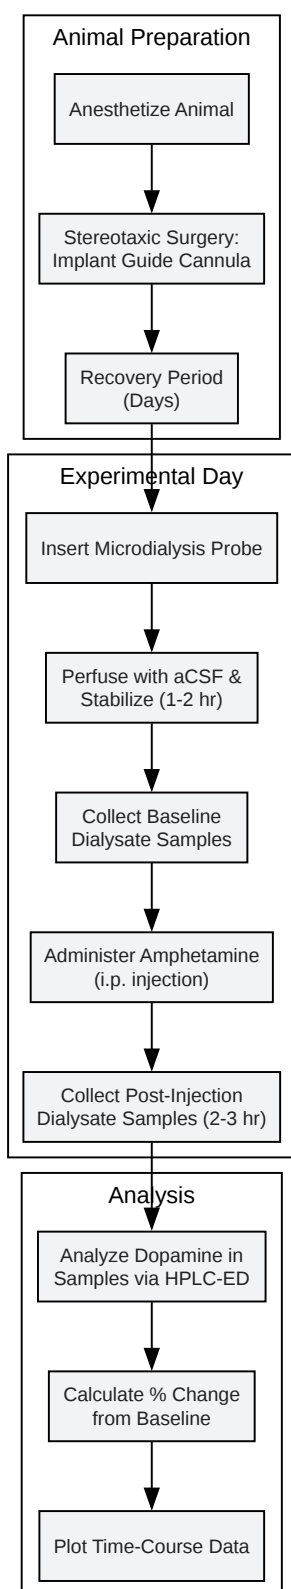 Animal Preparation
Anesthetize Animal
Stereotaxic Surgery:
Implant Guide Cannula
Recovery Period
(Days)
Experimental Day
Insert Microdialysis Probe
Perfuse with aCSF &
Stabilize (1-2 hr)
Collect Baseline
Dialysate Samples
Administer Amphetamine
(i.p. injection)
Collect Post-Injection
Dialysate Samples (2-3 hr)
Analysis
Analyze Dopamine in
Samples via HPLC-ED
Calculate % Change
from Baseline
Plot Time-Course Data